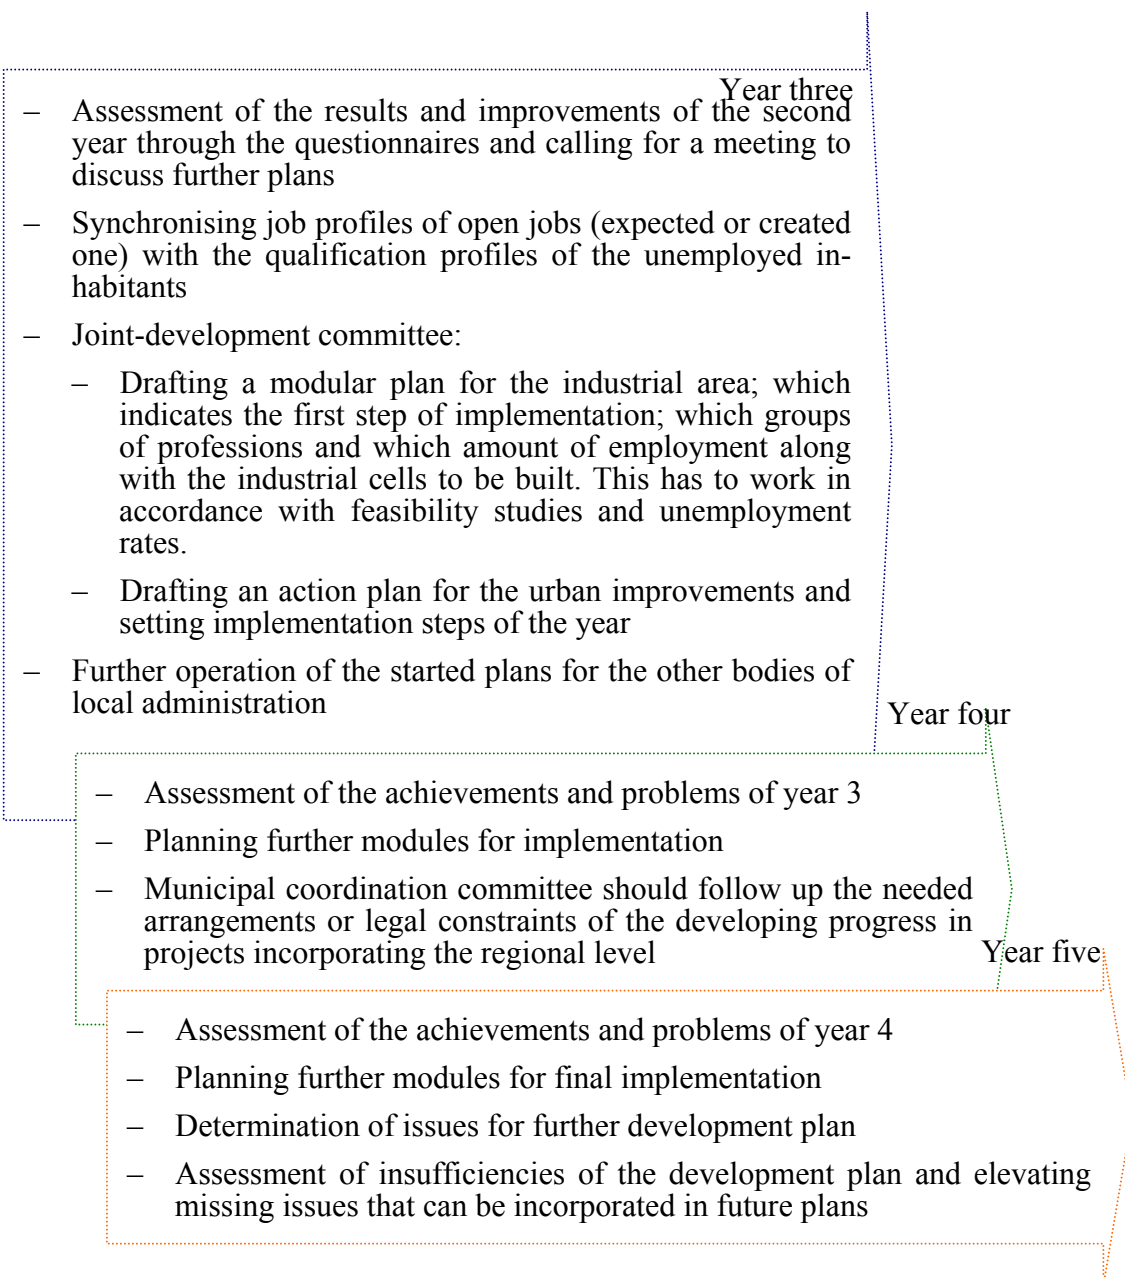 Year three
– Assessment of the results and improvements of the second
year through the questionnaires and calling for a meeting to
discuss further plans
– Synchronising job profiles of open jobs (expected or created
one) with the qualification profiles of the unemployed in-
habitants
– Joint-development committee:
– Drafting a modular plan for the industrial area; which
indicates the first step of implementation; which groups
of professions and which amount of employment along
with the industrial cells to be built. This has to work in
accordance with feasibility studies and unemployment
rates.
– Drafting an action plan for the urban improvements and
setting implementation steps of the year
– Further operation of the started plans for the other bodies of
local administration
Year four
– Assessment of the achievements and problems of year 3
– Planning further modules for implementation
– Municipal coordination committee should follow up the needed
arrangements or legal constraints of the developing progress in
projects incorporating the regional level
Year five
– Assessment of the achievements and problems of year 4
– Planning further modules for final implementation
– Determination of issues for further development plan
– Assessment of insufficiencies of the development plan and elevating
missing issues that can be incorporated in future plans